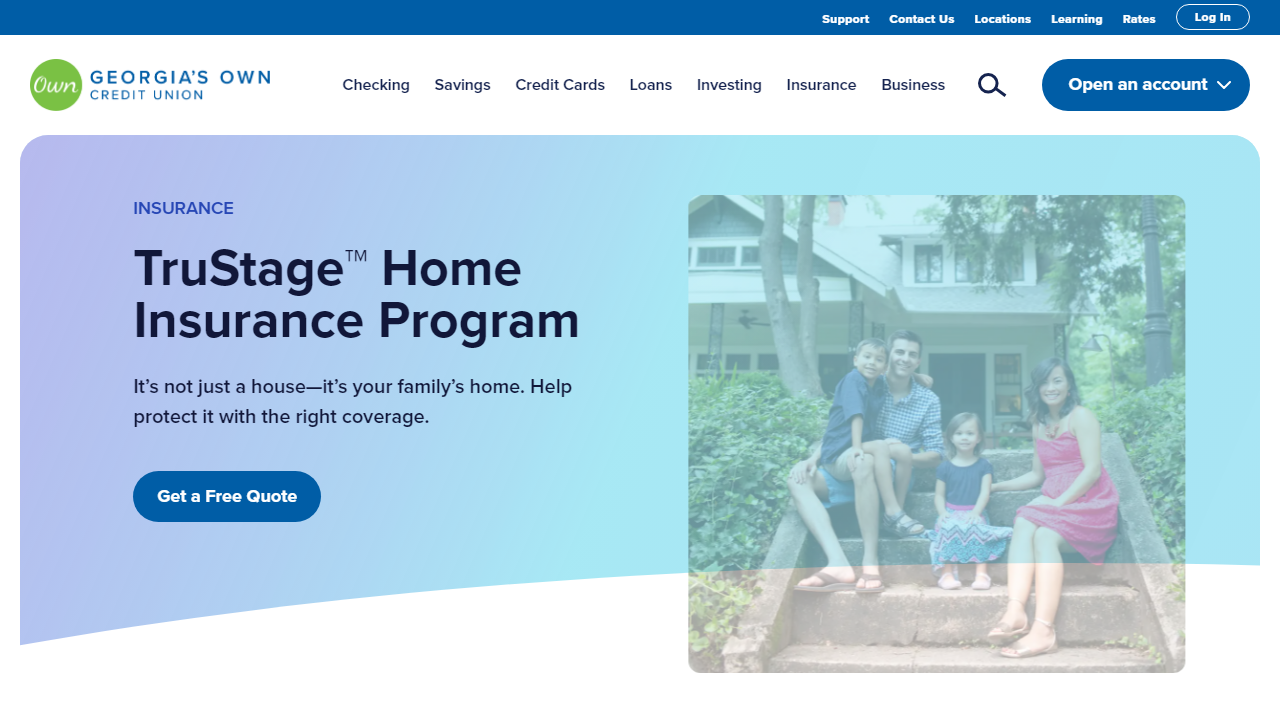 Support Contact Us Locations Learning Rates Log In
Own GEORGIA'S OWN
CREDIT UNION
Checking Savings Credit Cards Loans Investing Insurance Business Open an account
INSURANCE
TruStage™ Home
Insurance Program
It’s not just a house—it’s your family’s home. Help
protect it with the right coverage.
Get a Free Quote